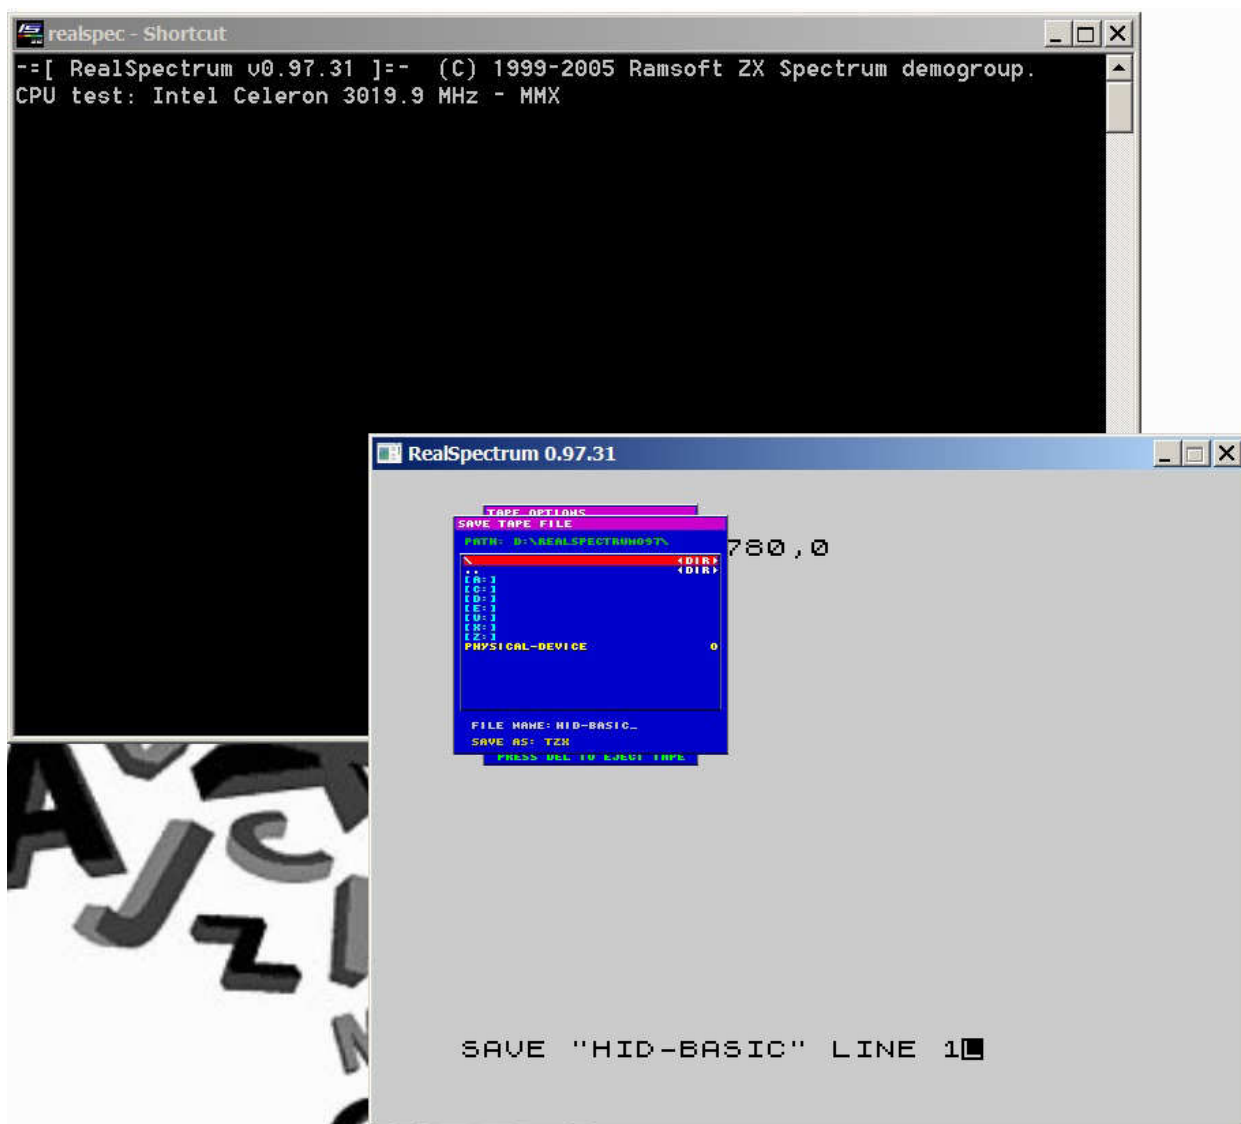 realspec - Shortcut
-=[ RealSpectrum v0.97.31 ]=- (C) 1999-2005 Ramsoft ZX Spectrum demogroup.
CPU test: Intel Celeron 3019.9 MHz - MMX
RealSpectrum 0.97.31
TAPE OPTIONS
SAVE TAPE FILE
PATH: D:\REALSPECTRUM097\
780,0
\ <DIR>
.. <DIR>
[A:]
[C:]
[D:]
[E:]
[V:]
[X:]
[Z:]
PHYSICAL-DEVICE 0
FILE NAME: HID-BASIC_
SAVE AS: TZX
PRESS DEL TO EJECT TAPE
A J C Z
SAVE "HID-BASIC" LINE 1L